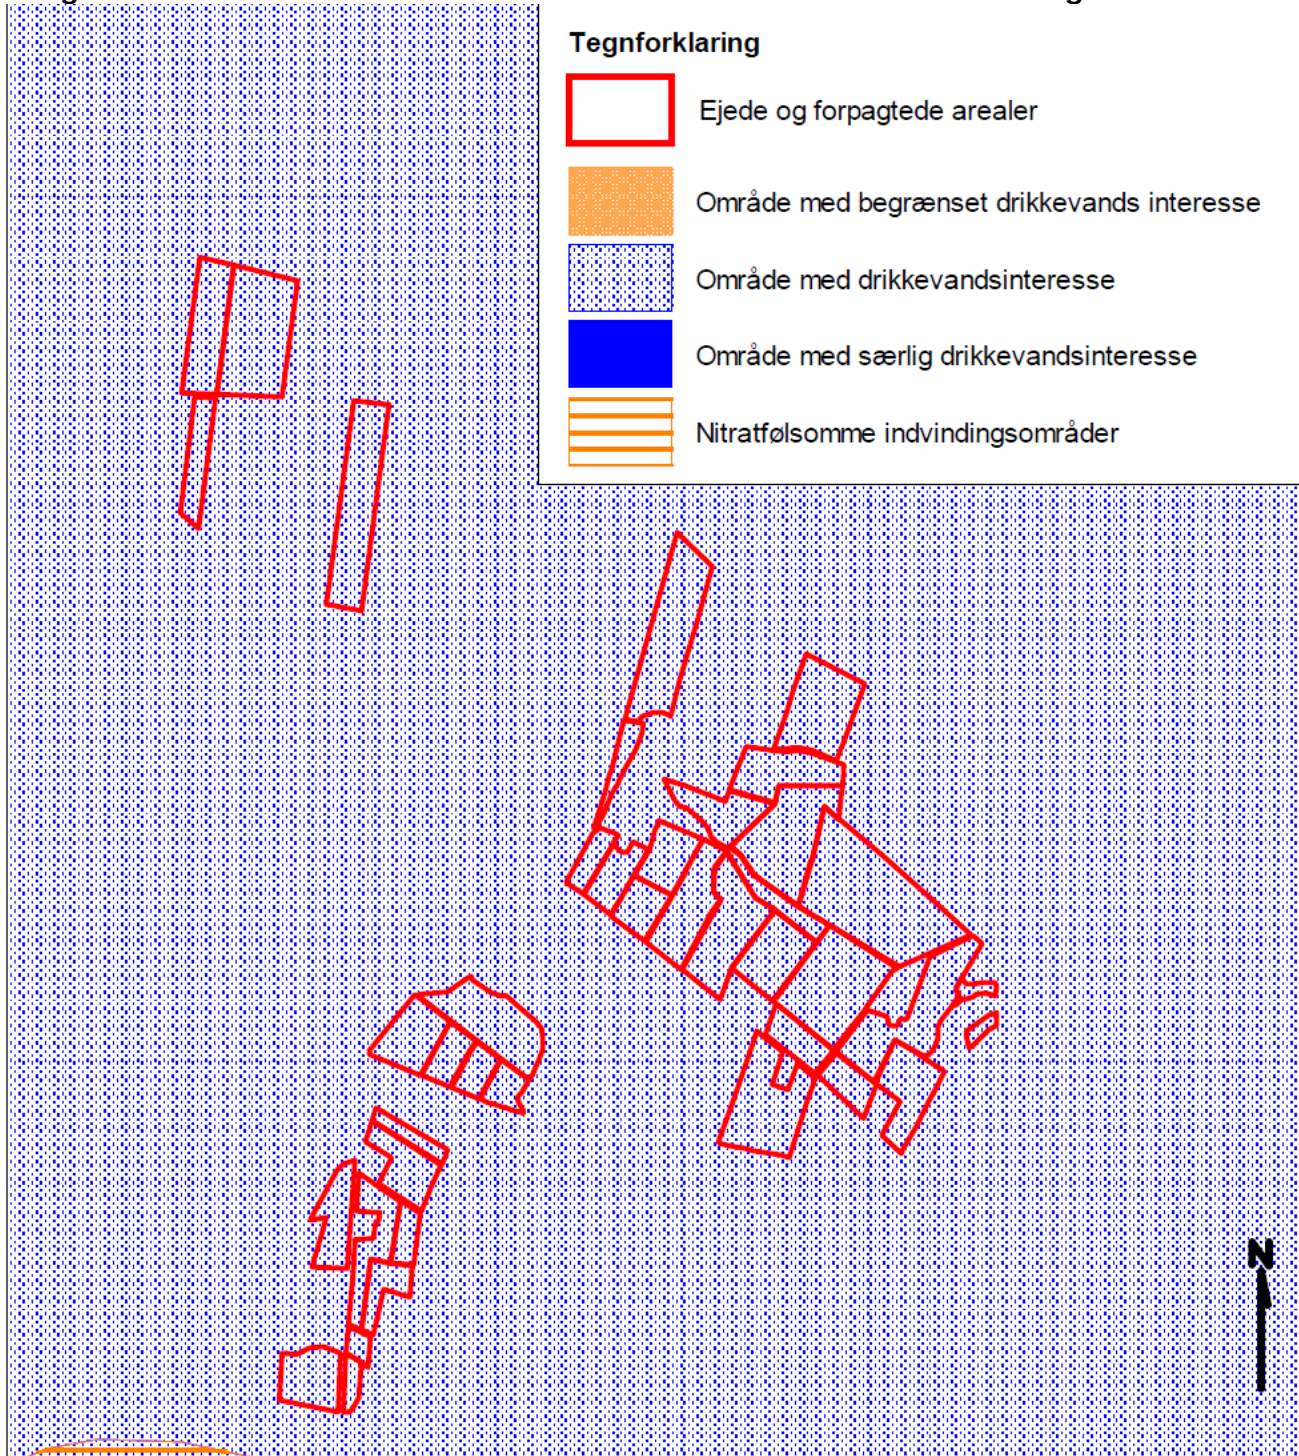 Tegnforklaring
Ejede og forpagtede arealer
Område med begrænset drikkevands interesse
Område med drikkevandsinteresse
Område med særlig drikkevandsinteresse
Nitratfølsomme indvindingsområder
N